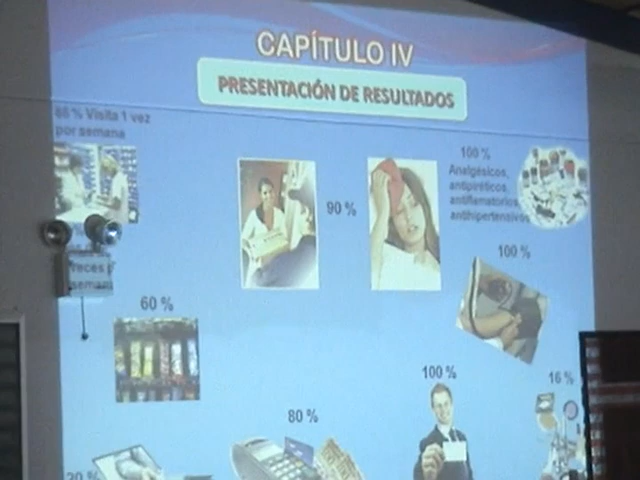 CAPÍTULO IV
PRESENTACIÓN DE RESULTADOS
86 % Visita 1 vez
por semana
90 %
100 %
Analgésicos,
antipiréticos,
antiflamatorios
antihipertensivos
100 %
veces p
semana
60 %
100 %
16 %
80 %
20 %